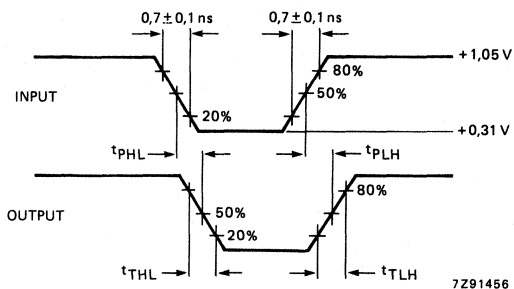 0,7 ± 0,1 ns 0,7 ± 0,1 ns
+1,05 V
80%
INPUT
50%
20%
+0,31 V
tPHL tPLH
80%
OUTPUT
50%
20%
tTHL tTLH
7Z91456